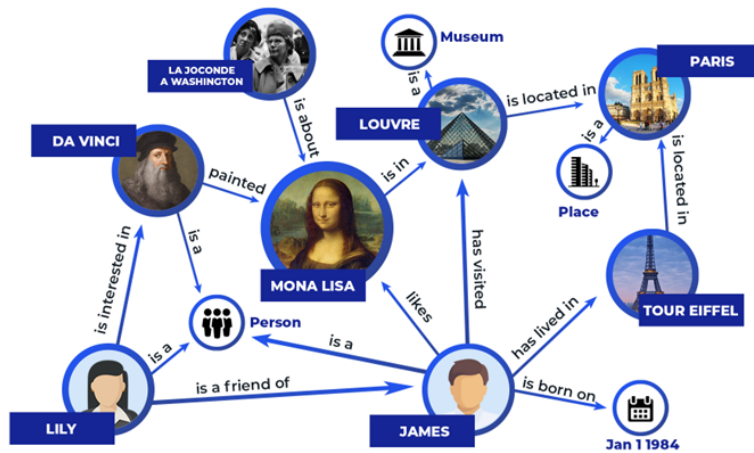 Museum
PARIS
is a
LA JOCONDE
A WASHINGTON
is located in
LOUVRE
is about
is a
DA VINCI
is located in
painted
is in
Place
is a
is interested in
has visited
MONA LISA
TOUR EIFFEL
Person
likes
has lived in
is a
is a
is a friend of
is born on
LILY
JAMES
Jan 1 1984